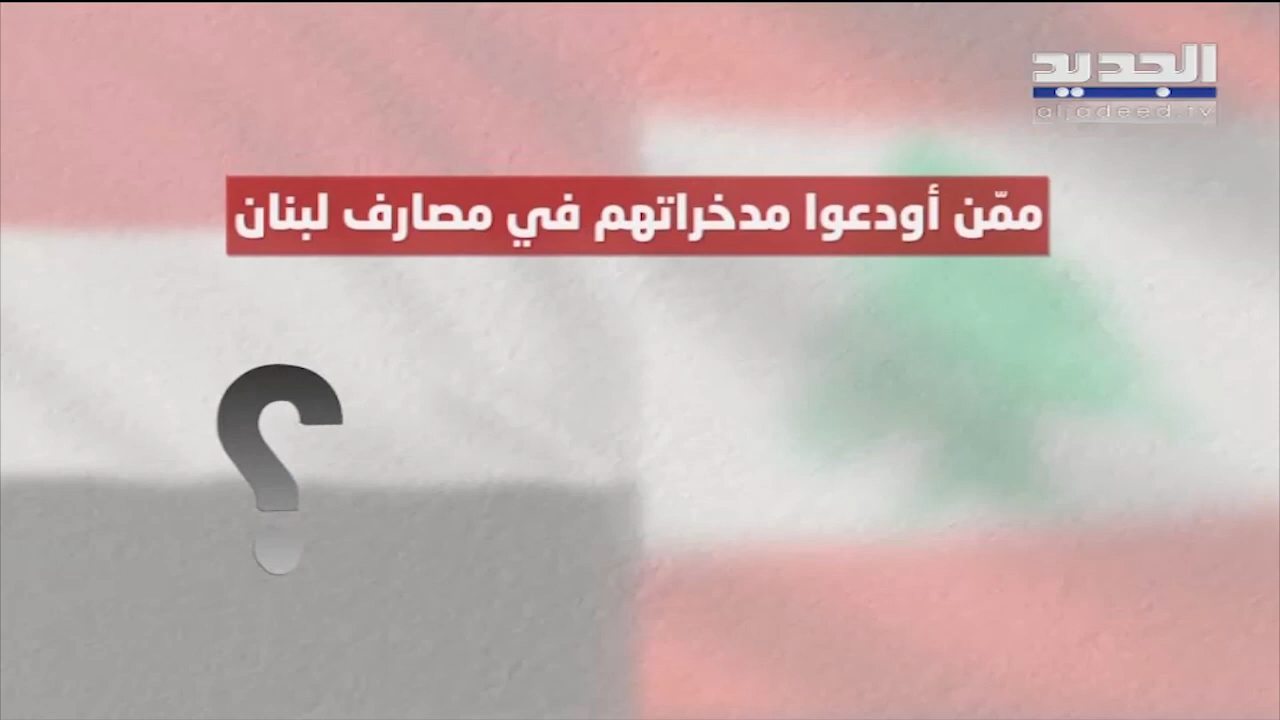 الجديد
aljadeed.tv
ممّن أودعوا مدخراتهم في مصارف لبنان
؟